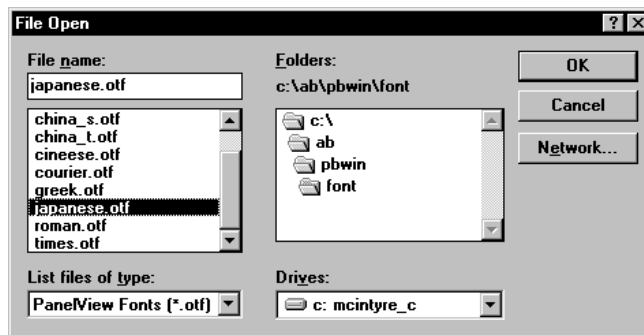 File Open
File name:
japanese.otf
china_s.otf
china_t.otf
cineese.otf
courier.otf
greek.otf
japanese.otf
roman.otf
times.otf
List files of type:
PanelView Fonts (*.otf)
Folders:
c:\ab\pbwin\font
c:\
ab
pbwin
font
Drives:
c: mcintyre_c
OK
Cancel
Network...